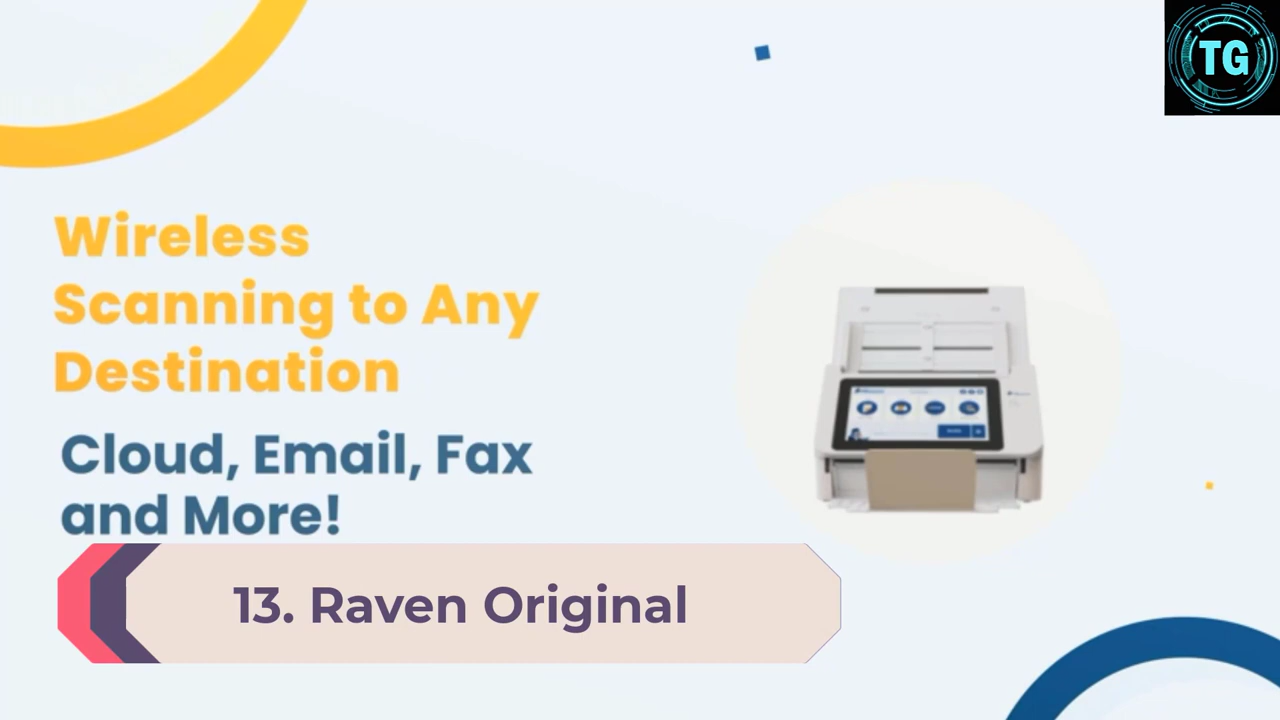 TG
Wireless
Scanning to Any
Destination
Cloud, Email, Fax
and More!
13. Raven Original